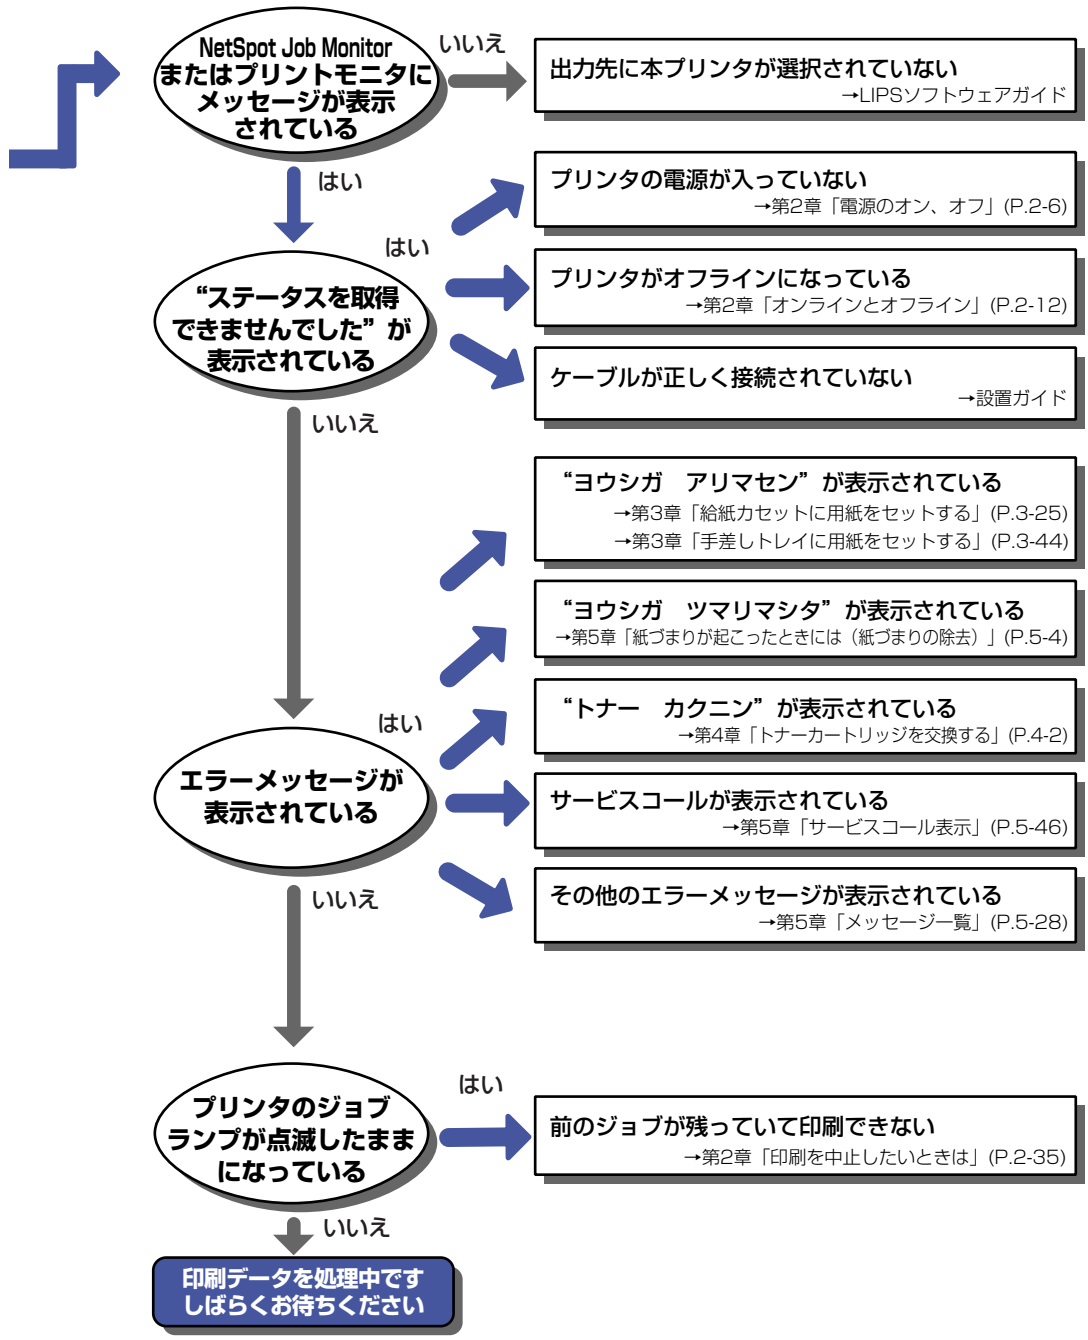 NetSpot Job Monitor
またはプリントモニタに
メッセージが表示
されている
いいえ
出力先に本プリンタが選択されていない
→LIPSソフトウェアガイド
はい
プリンタの電源が入っていない
→第2章「電源のオン、オフ」(P.2-6)
はい
“ステータスを取得
できませんでした”が
表示されている
プリンタがオフラインになっている
→第2章「オンラインとオフライン」(P.2-12)
ケーブルが正しく接続されていない
→設置ガイド
いいえ
“ヨウシガ　アリマセン”が表示されている
→第3章「給紙カセットに用紙をセットする」(P.3-25)
→第3章「手差しトレイに用紙をセットする」(P.3-44)
“ヨウシガ　ツマリマシタ”が表示されている
→第5章「紙づまりが起こったときには（紙づまりの除去）」(P.5-4)
はい
“トナー　カクニン”が表示されている
→第4章「トナーカートリッジを交換する」(P.4-2)
エラーメッセージが
表示されている
サービスコールが表示されている
→第5章「サービスコール表示」(P.5-46)
その他のエラーメッセージが表示されている
→第5章「メッセージ一覧」(P.5-28)
いいえ
プリンタのジョブ
ランプが点滅したまま
になっている
はい
前のジョブが残っていて印刷できない
→第2章「印刷を中止したいときは」(P.2-35)
いいえ
印刷データを処理中です
しばらくお待ちください